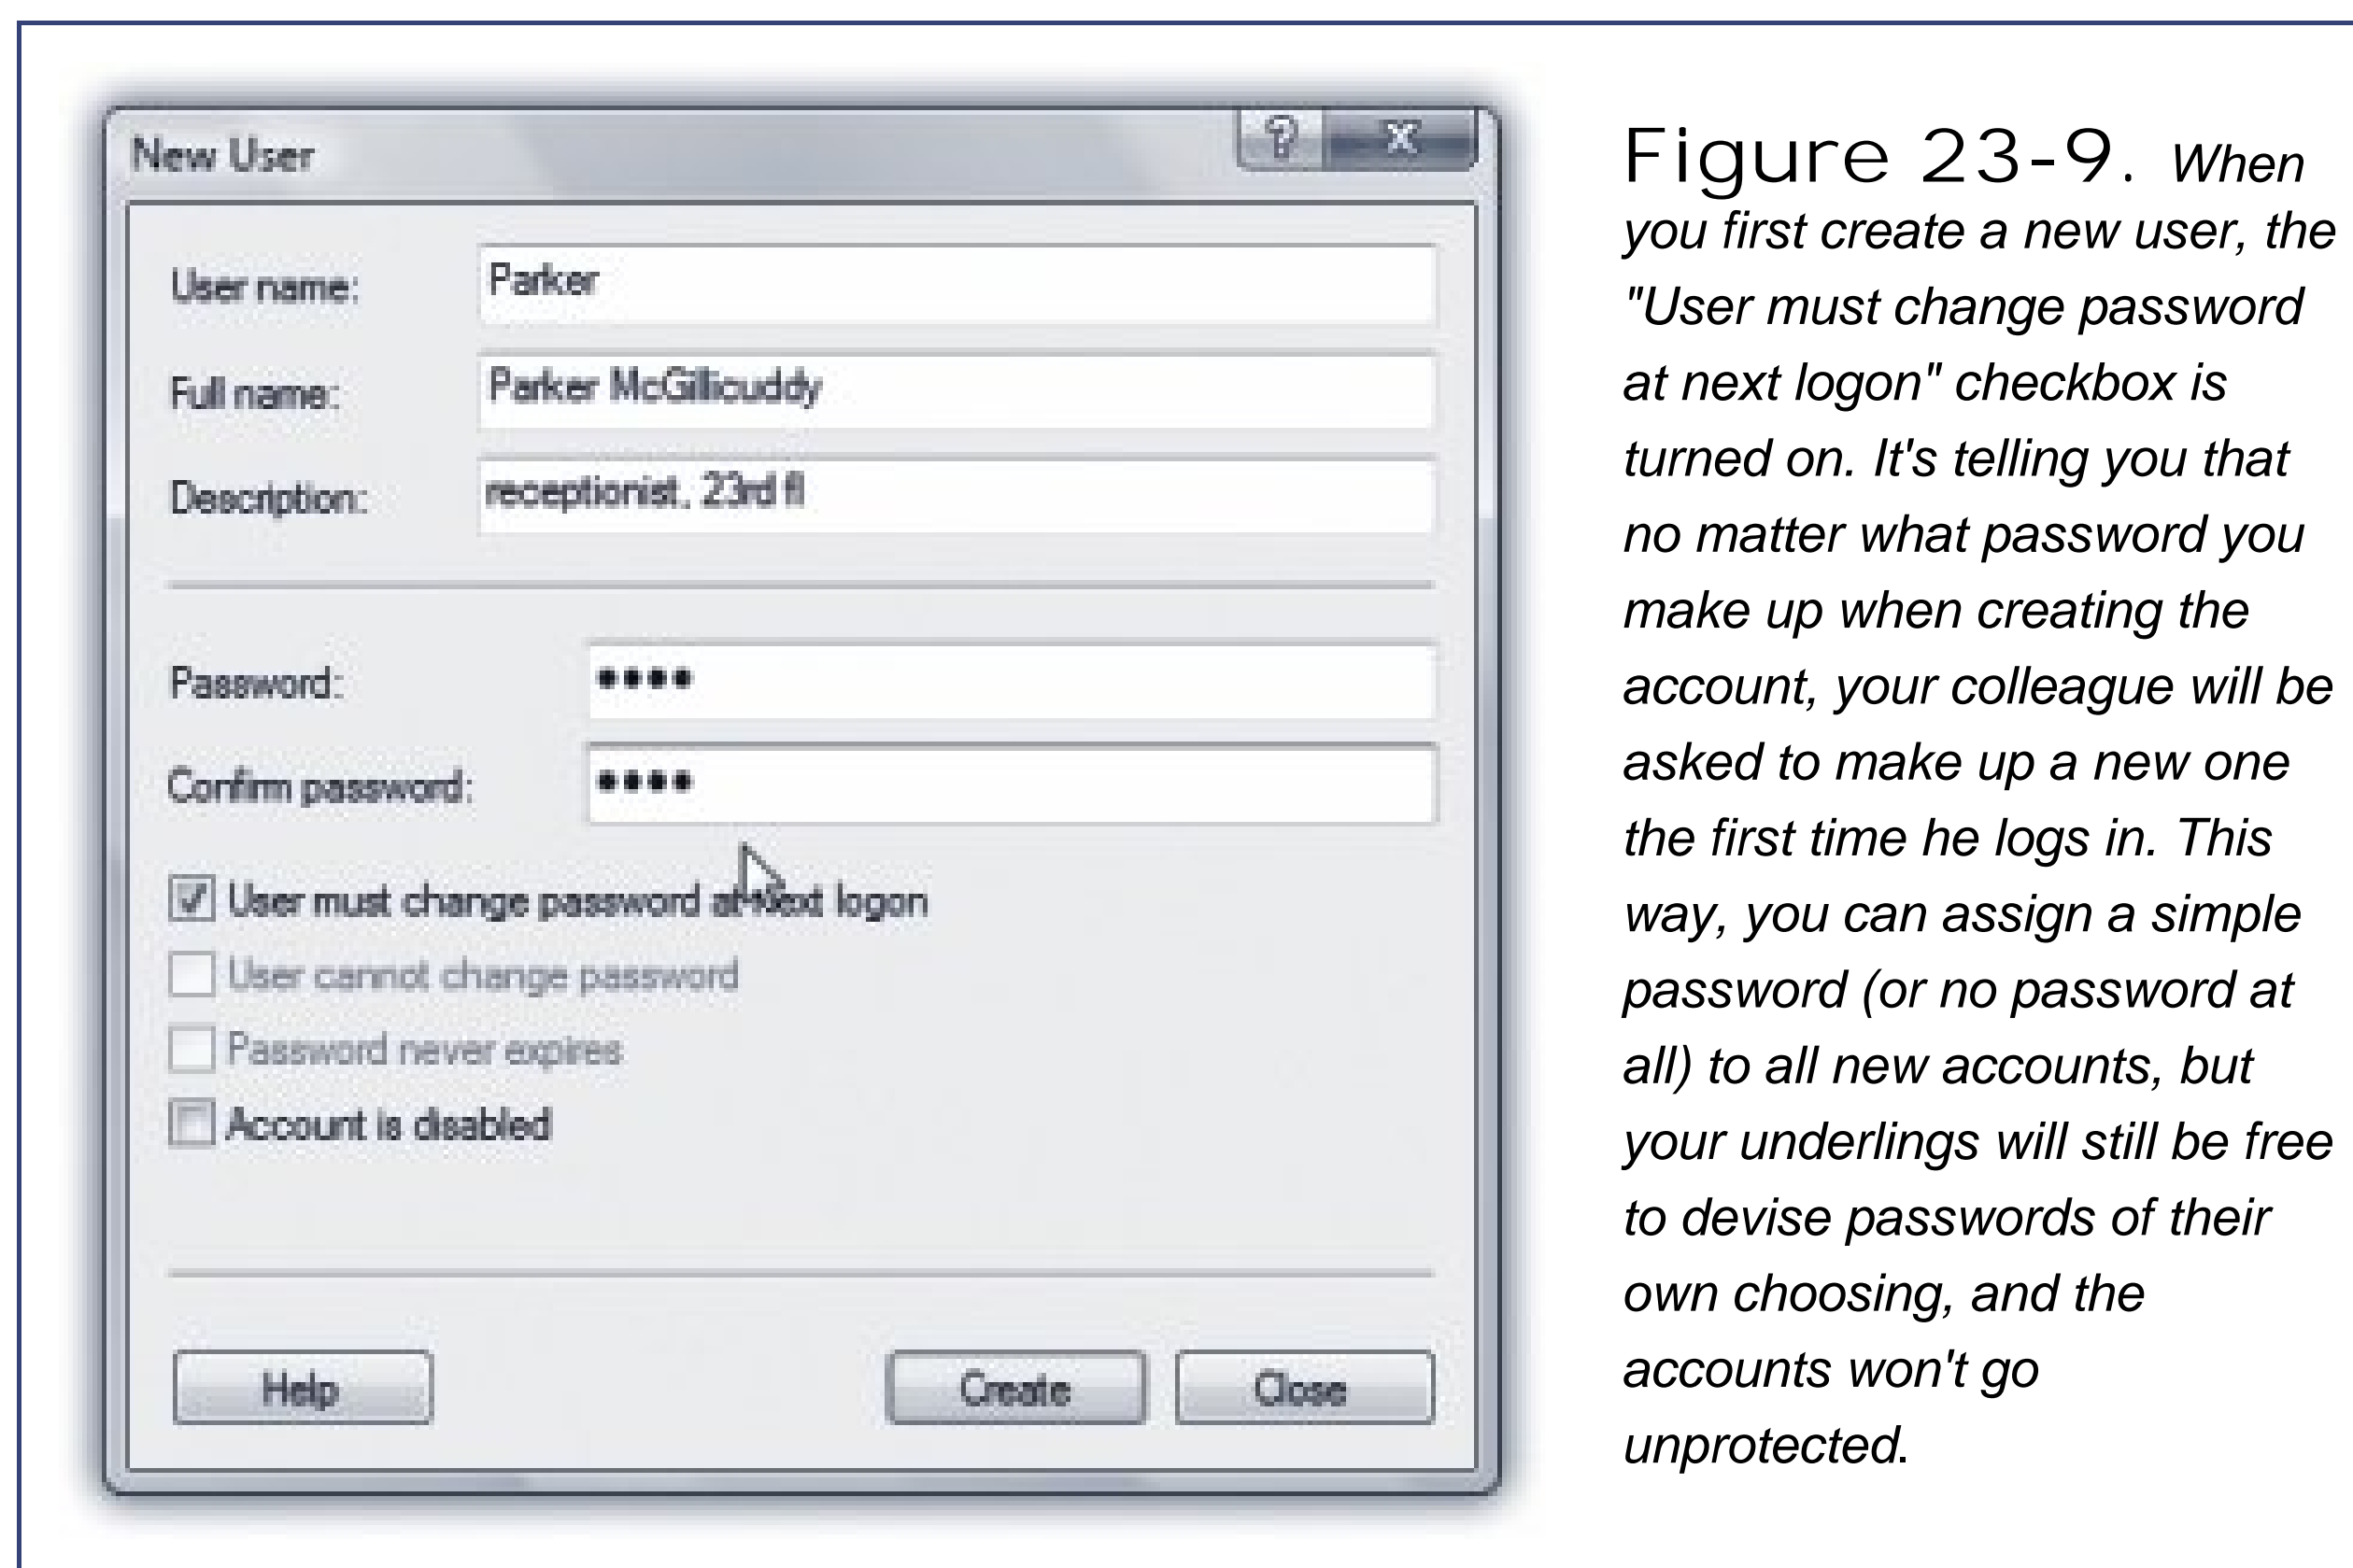 New User
User name:
Parker
Full name:
Parker McGillicuddy
Description:
receptionist, 23rd fl
Password:
••••
Confirm password:
••••
User must change password at next logon
User cannot change password
Password never expires
Account is disabled
Help
Create
Close
Figure 23-9. When
you first create a new user, the
"User must change password
at next logon" checkbox is
turned on. It's telling you that
no matter what password you
make up when creating the
account, your colleague will be
asked to make up a new one
the first time he logs in. This
way, you can assign a simple
password (or no password at
all) to all new accounts, but
your underlings will still be free
to devise passwords of their
own choosing, and the
accounts won't go
unprotected.